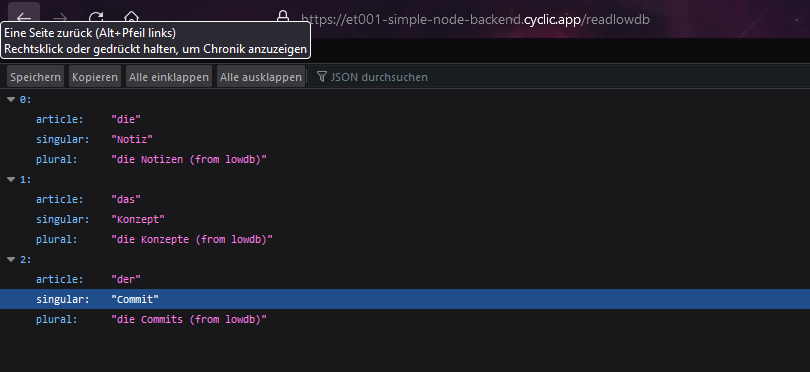 https://et001-simple-node-backend.cyclic.app/readlowdb
Eine Seite zurück (Alt+Pfeil links)
Rechtsklick oder gedrückt halten, um Chronik anzuzeigen
Speichern Kopieren Alle einklappen Alle ausklappen JSON durchsuchen
0:
article: "die"
singular: "Notiz"
plural: "die Notizen (from lowdb)"
1:
article: "das"
singular: "Konzept"
plural: "die Konzepte (from lowdb)"
2:
article: "der"
singular: "Commit"
plural: "die Commits (from lowdb)"